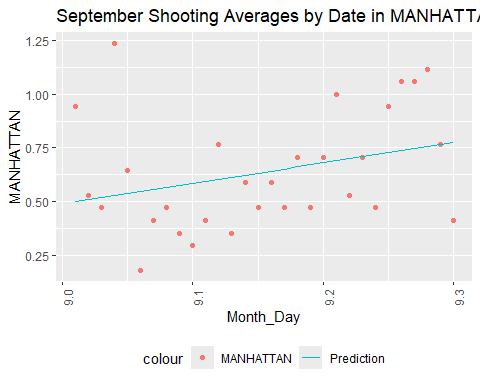 September Shooting Averages by Date in MANHATTA
MANHATTAN
1.25
1.00
0.75
0.50
0.25
9.0
9.1
9.2
9.3
Month_Day
colour
MANHATTAN
Prediction